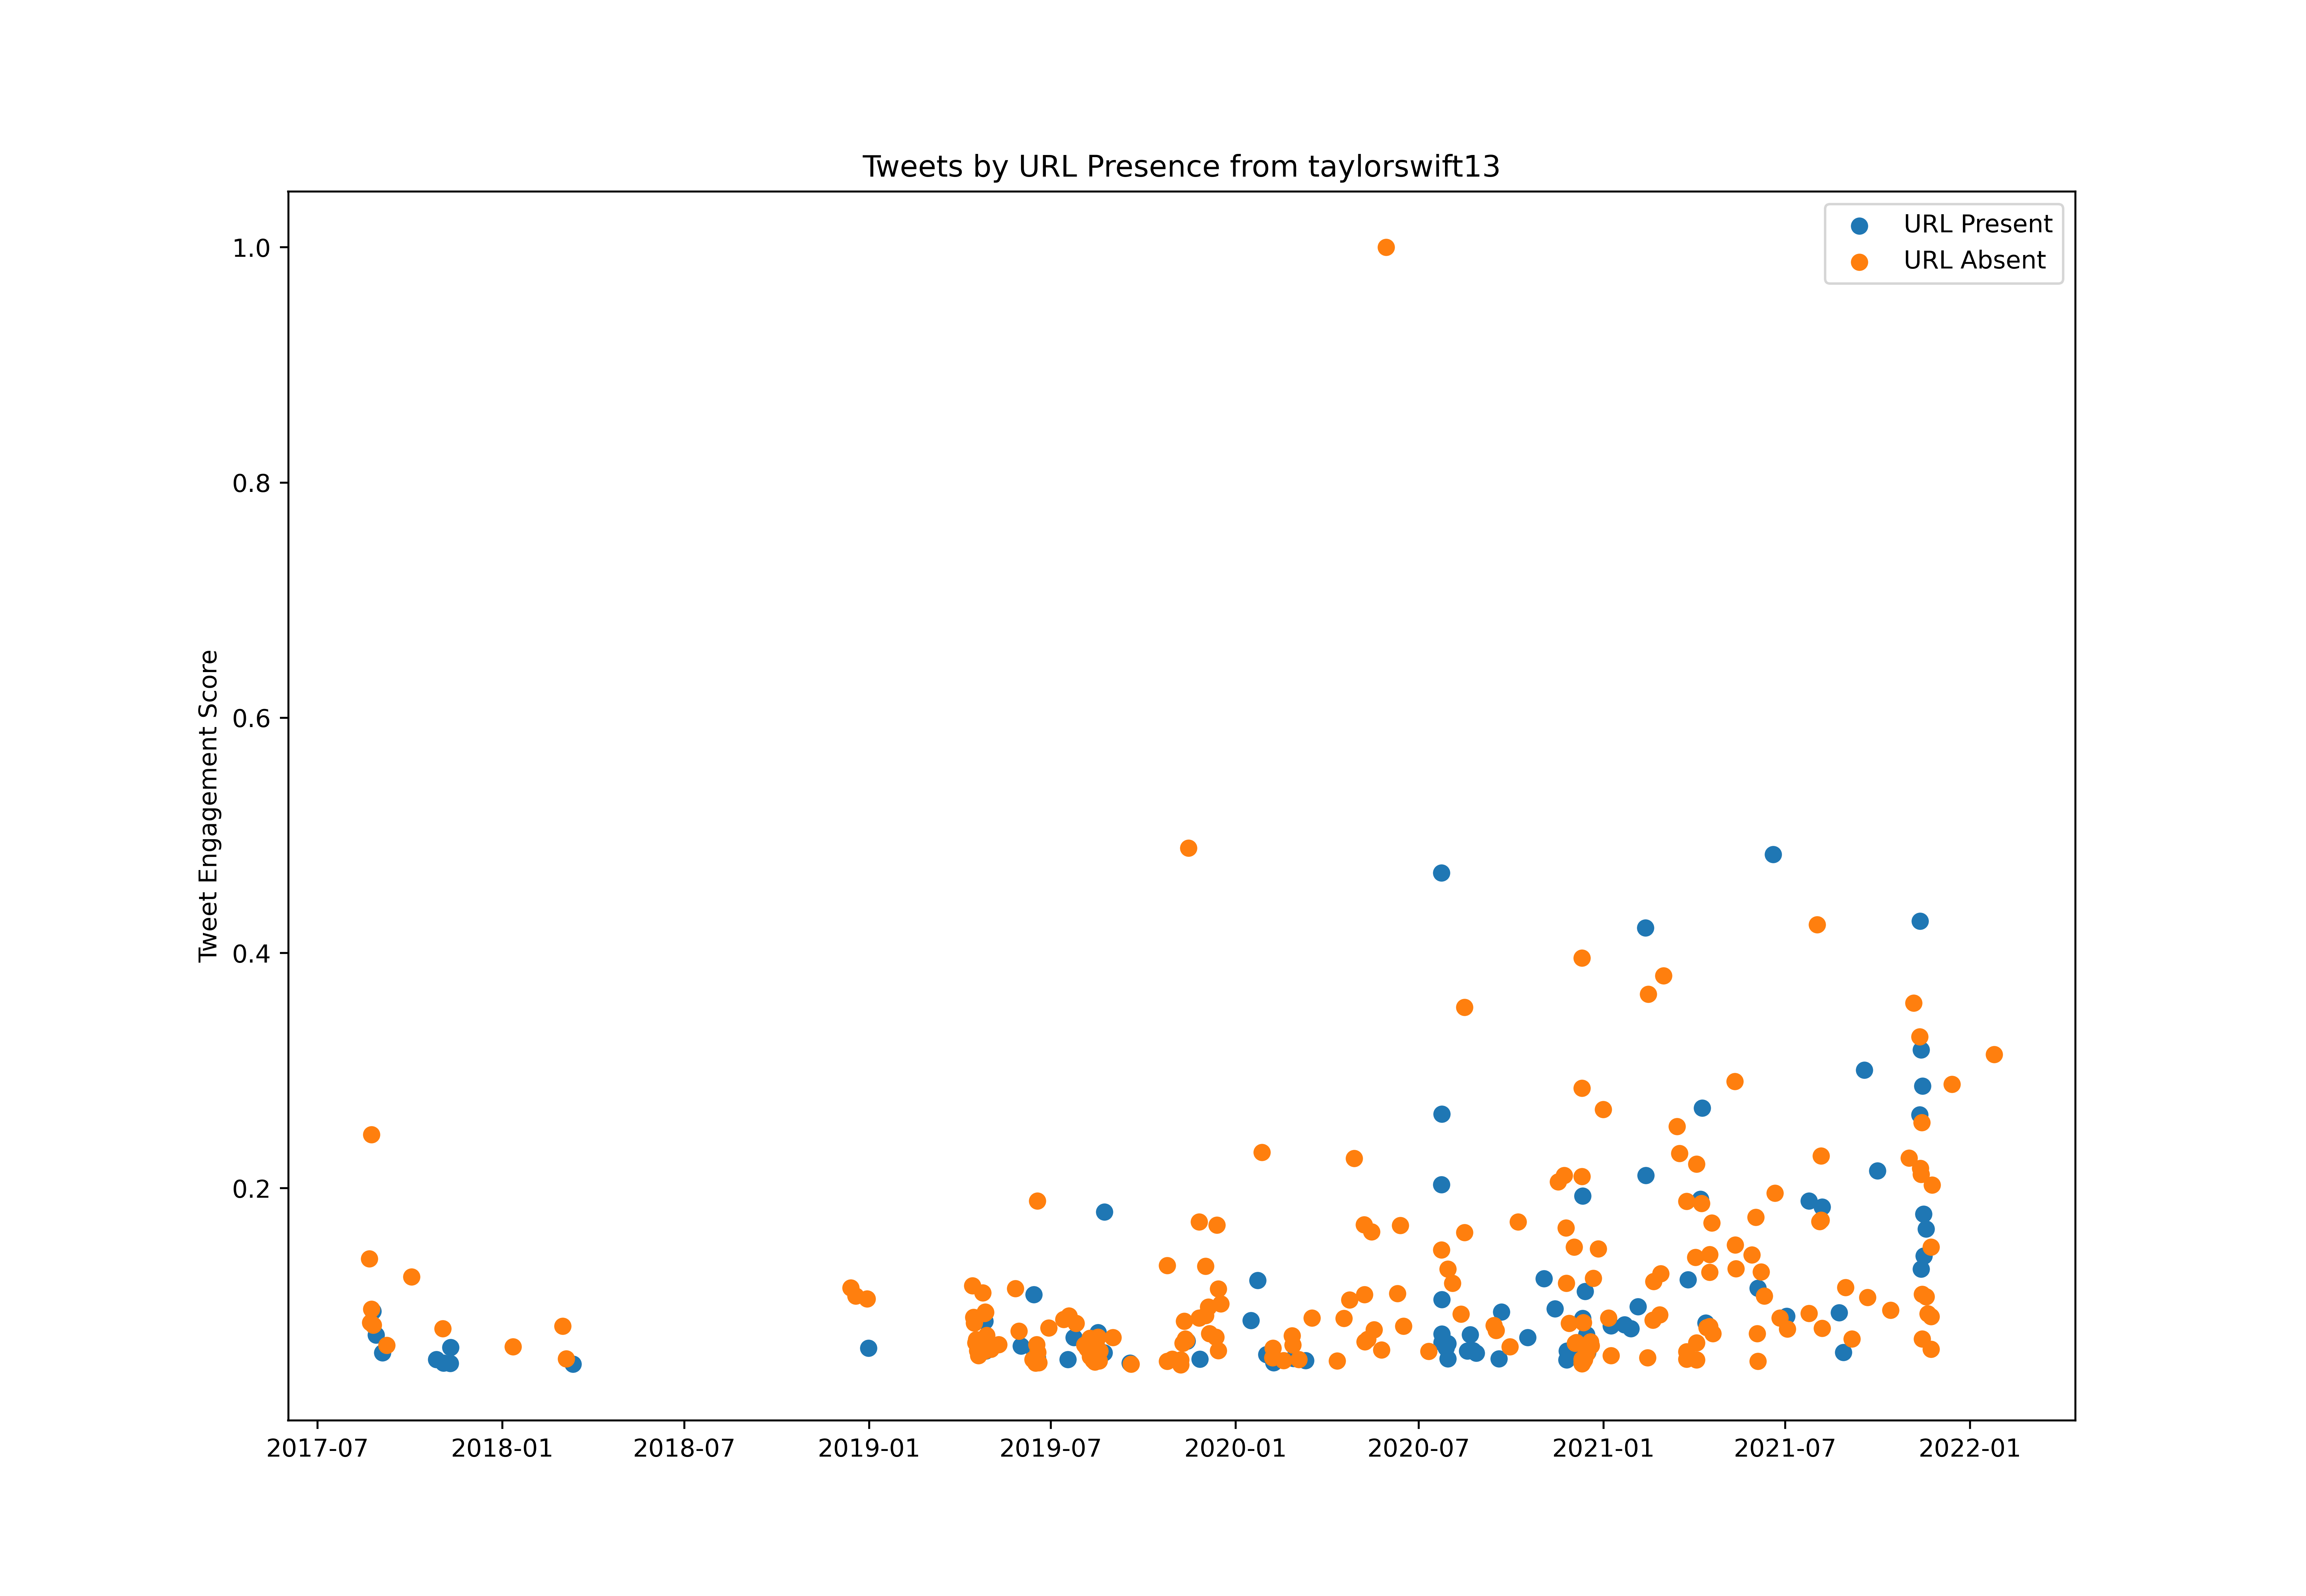 Tweets by URL Presence from taylorswift13
URL Present
URL Absent
Tweet Engagement Score
1.0
0.8
0.6
0.4
0.2
2017-07 2018-01 2018-07 2019-01 2019-07 2020-01 2020-07 2021-01 2021-07 2022-01